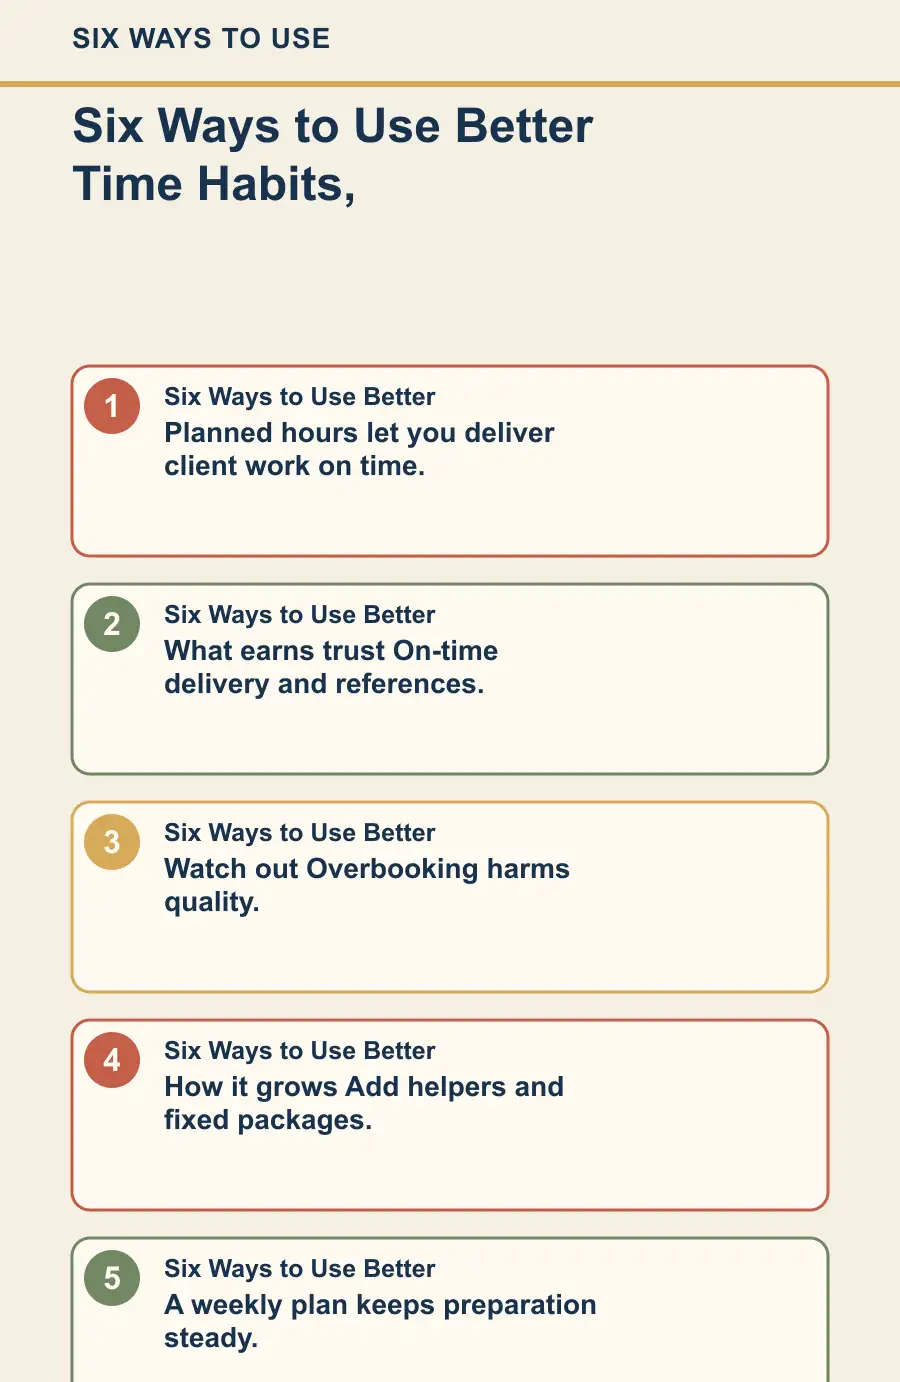 SIX WAYS TO USE
Six Ways to Use Better
Time Habits,
1
Six Ways to Use Better
Planned hours let you deliver
client work on time.
2
Six Ways to Use Better
What earns trust On-time
delivery and references.
3
Six Ways to Use Better
Watch out Overbooking harms
quality.
4
Six Ways to Use Better
How it grows Add helpers and
fixed packages.
5
Six Ways to Use Better
A weekly plan keeps preparation
steady.